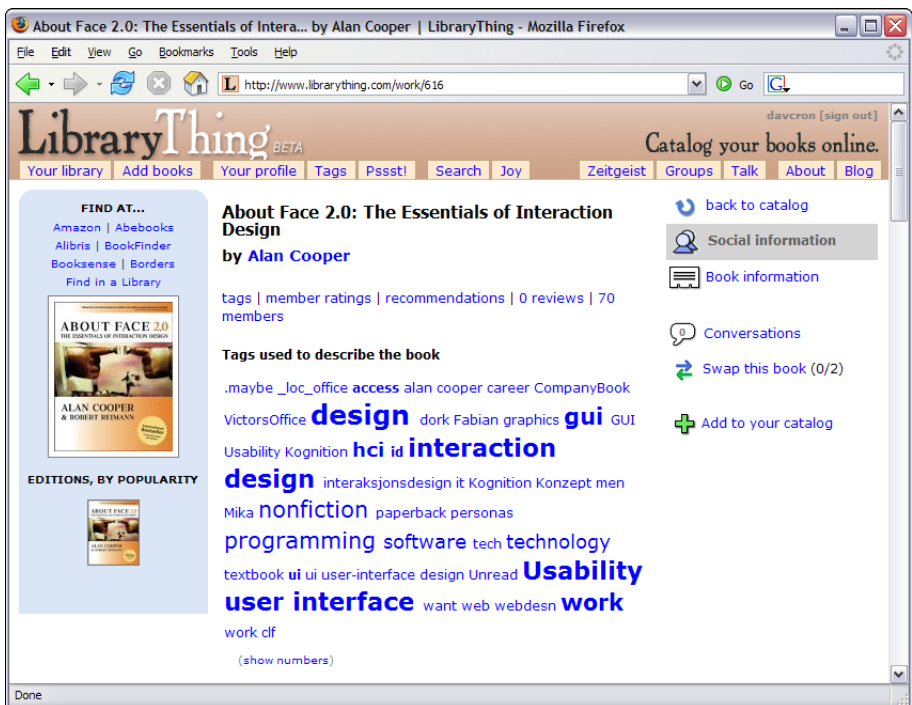 About Face 2.0: The Essentials of Intera... by Alan Cooper | LibraryThing - Mozilla Firefox
File Edit View Go Bookmarks Tools Help
L http://www.librarything.com/work/616 Go G
davcron [sign out]
LibraryThing BETA
Catalog your books online.
Your library Add books Your profile Tags Pssst! Search Joy Zeitgeist Groups Talk About Blog
FIND AT...
Amazon | Abebooks
Alibris | BookFinder
Booksense | Borders
Find in a Library
ABOUT FACE 2.0
THE ESSENTIALS OF INTERACTION DESIGN
ALAN COOPER
& ROBERT REIMANN
International
Bestseller
EDITIONS, BY POPULARITY
ABOUT FACE 2.0
ALAN COOPER
About Face 2.0: The Essentials of Interaction
Design
by Alan Cooper
tags | member ratings | recommendations | 0 reviews | 70
members
Tags used to describe the book
.maybe _loc_office access alan cooper career CompanyBook
VictorsOffice design dork Fabian graphics gui GUI
Usability Kognition hci id interaction
design interaksjonsdesign it Kognition Konzept men
Mika nonfiction paperback personas
programming software tech technology
textbook ui ui user-interface design Unread Usability
user interface want web webdesn work
work clf
(show numbers)
back to catalog
Social information
Book information
0 Conversations
Swap this book (0/2)
Add to your catalog
Done